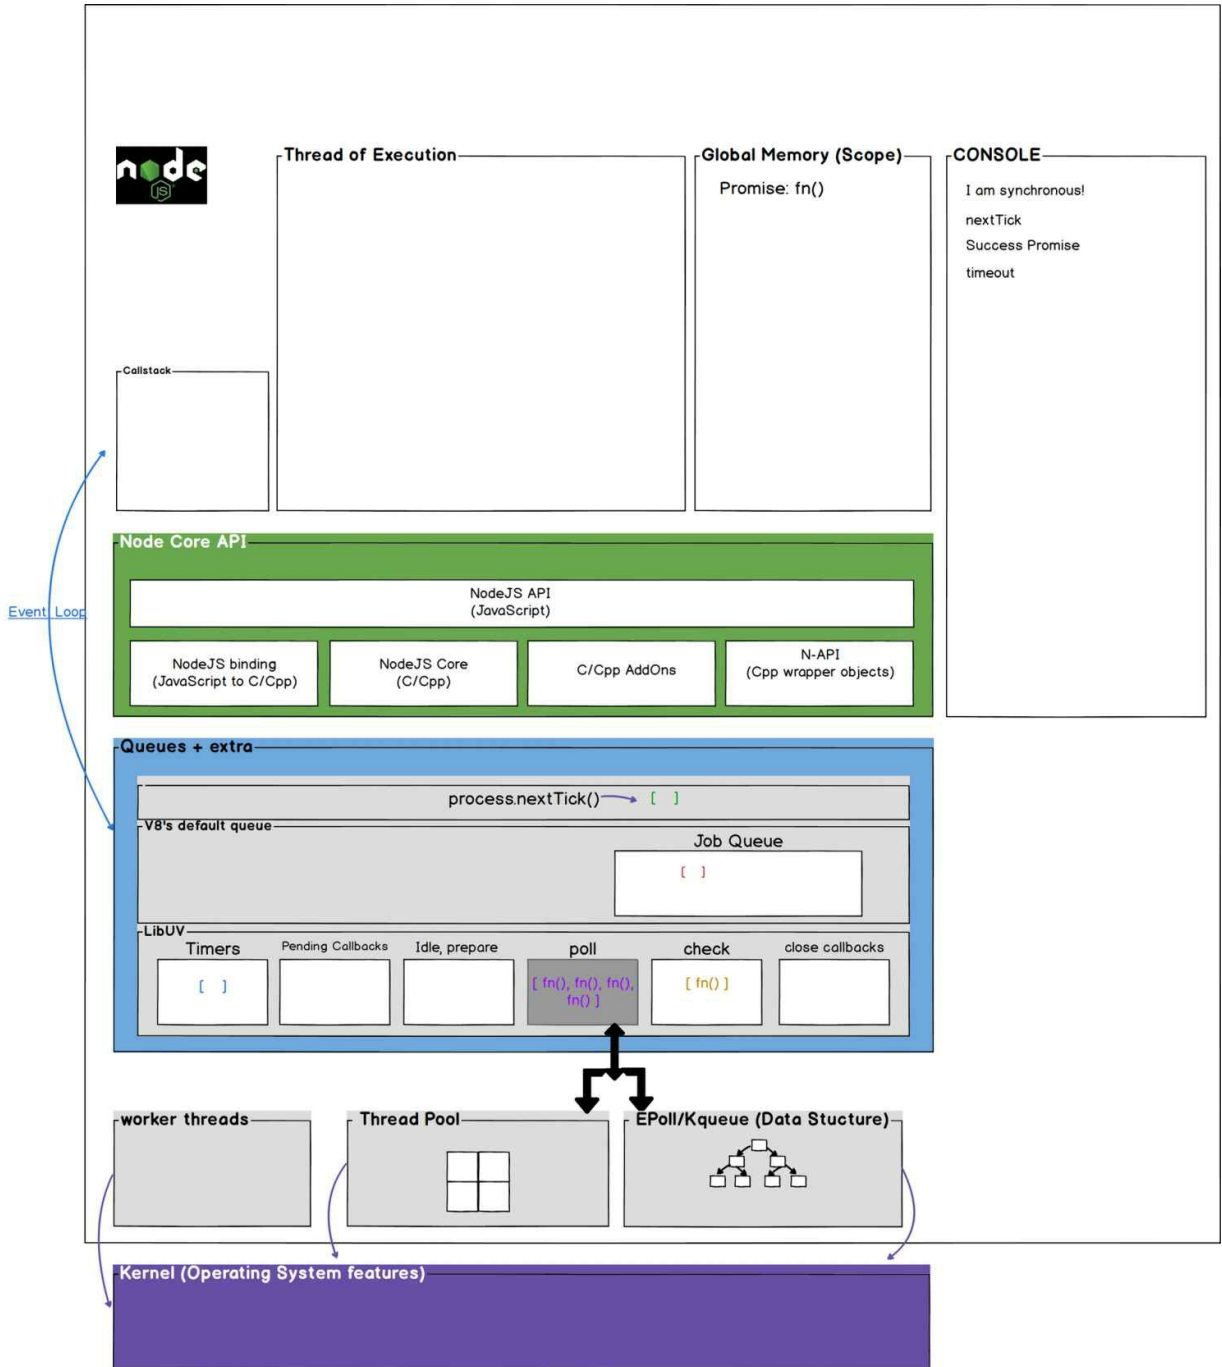 node
JS
Thread of Execution
Global Memory (Scope)
Promise: fn()
CONSOLE
I am synchronous!
nextTick
Success Promise
timeout
Callstack
Event Loop
Node Core API
NodeJS API
(JavaScript)
NodeJS binding
(JavaScript to C/Cpp)
NodeJS Core
(C/Cpp)
C/Cpp AddOns
N-API
(Cpp wrapper objects)
Queues + extra
process.nextTick()
[ ]
V8's default queue
Job Queue
[ ]
LibUV
Timers
[ ]
Pending Callbacks
Idle, prepare
poll
[ fn(), fn(), fn(),
fn() ]
check
[ fn() ]
close callbacks
worker threads
Thread Pool
EPoll/Kqueue (Data Stucture)
Kernel (Operating System features)